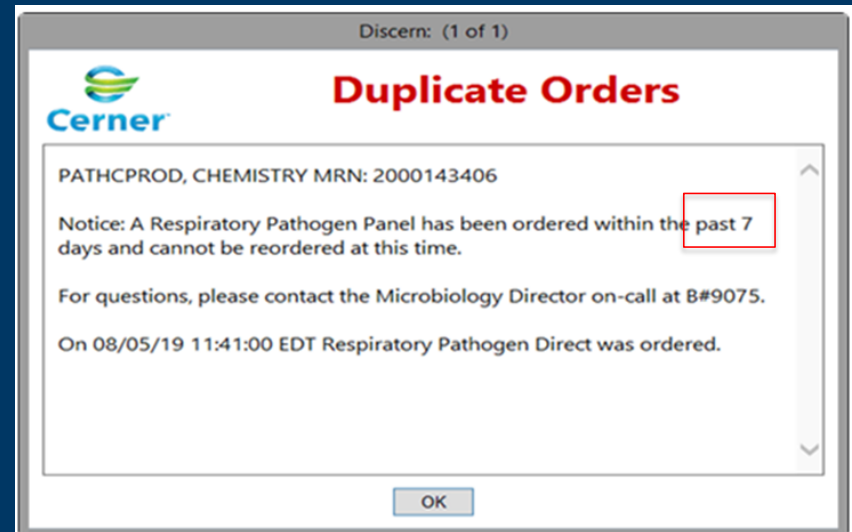 Discern: (1 of 1)
Cerner
Duplicate Orders
PATHCPROD, CHEMISTRY MRN: 2000143406
Notice: A Respiratory Pathogen Panel has been ordered within the past 7
days and cannot be reordered at this time.
For questions, please contact the Microbiology Director on-call at B#9075.
On 08/05/19 11:41:00 EDT Respiratory Pathogen Direct was ordered.
OK